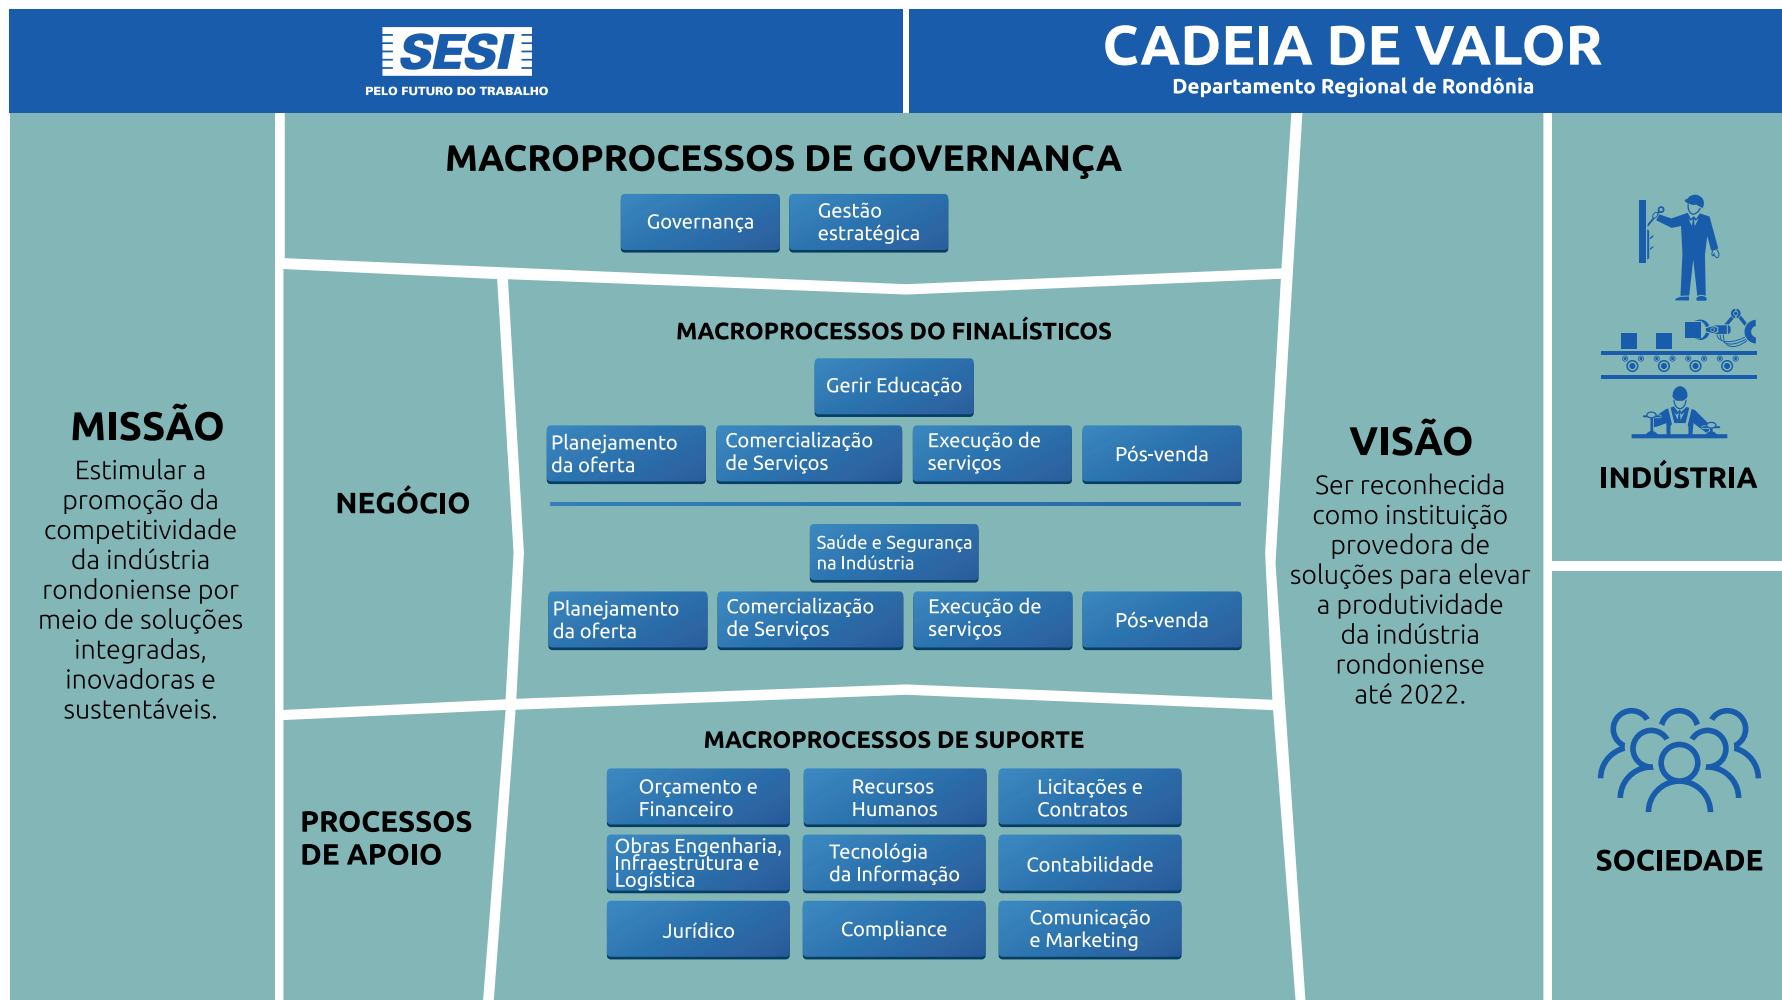 SESI
PELO FUTURO DO TRABALHO
CADEIA DE VALOR
Departamento Regional de Rondônia
MISSÃO
Estimular a
promoção da
competitividade
da indústria
rondoniense por
meio de soluções
integradas,
inovadoras e
sustentáveis.
MACROPROCESSOS DE GOVERNANÇA
Governança
Gestão
estratégica
NEGÓCIO
MACROPROCESSOS DO FINALÍSTICOS
Gerir Educação
Planejamento
da oferta
Comercialização
de Serviços
Execução de
serviços
Pós-venda
Saúde e Segurança
na Indústria
Planejamento
da oferta
Comercialização
de Serviços
Execução de
serviços
Pós-venda
PROCESSOS
DE APOIO
MACROPROCESSOS DE SUPORTE
Orçamento e
Financeiro
Recursos
Humanos
Licitações e
Contratos
Obras Engenharia,
Infraestrutura e
Logística
Tecnológia
da Informação
Contabilidade
Jurídico
Compliance
Comunicação
e Marketing
VISÃO
Ser reconhecida
como instituição
provedora de
soluções para elevar
a produtividade
da indústria
rondoniense
até 2022.
INDÚSTRIA
SOCIEDADE